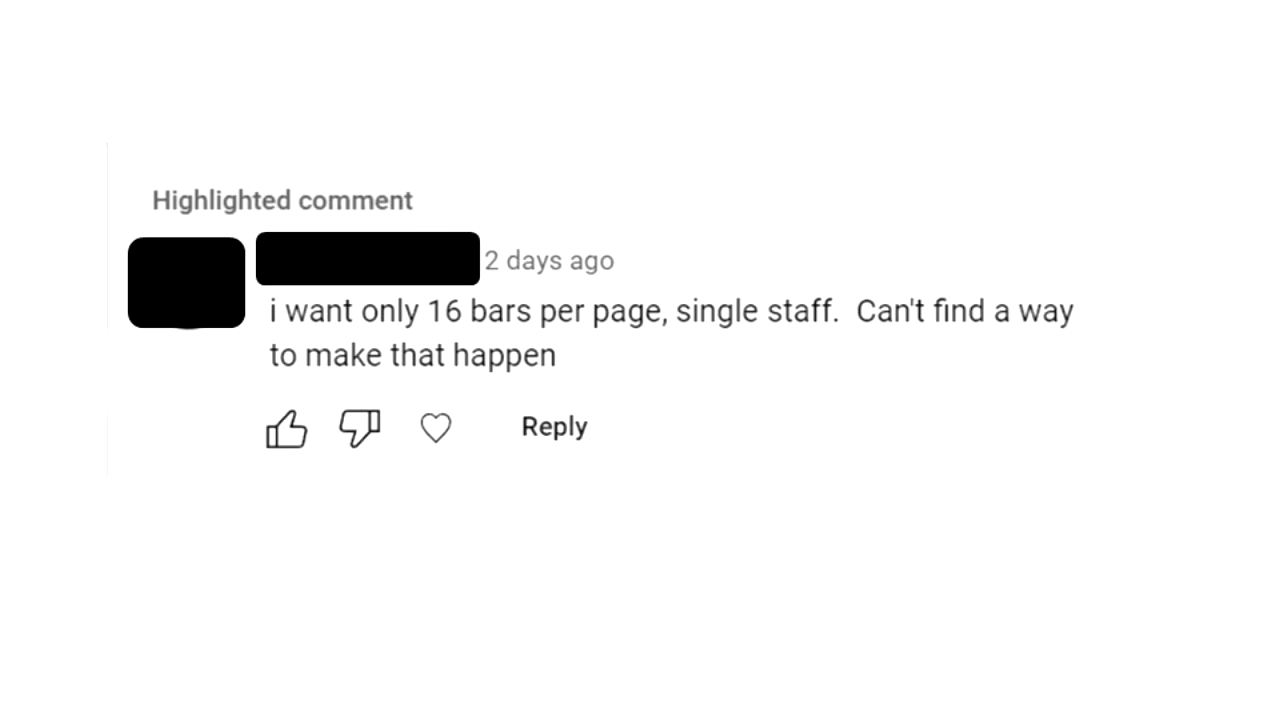 Highlighted comment
2 days ago
i want only 16 bars per page, single staff.  Can't find a way
to make that happen
Reply